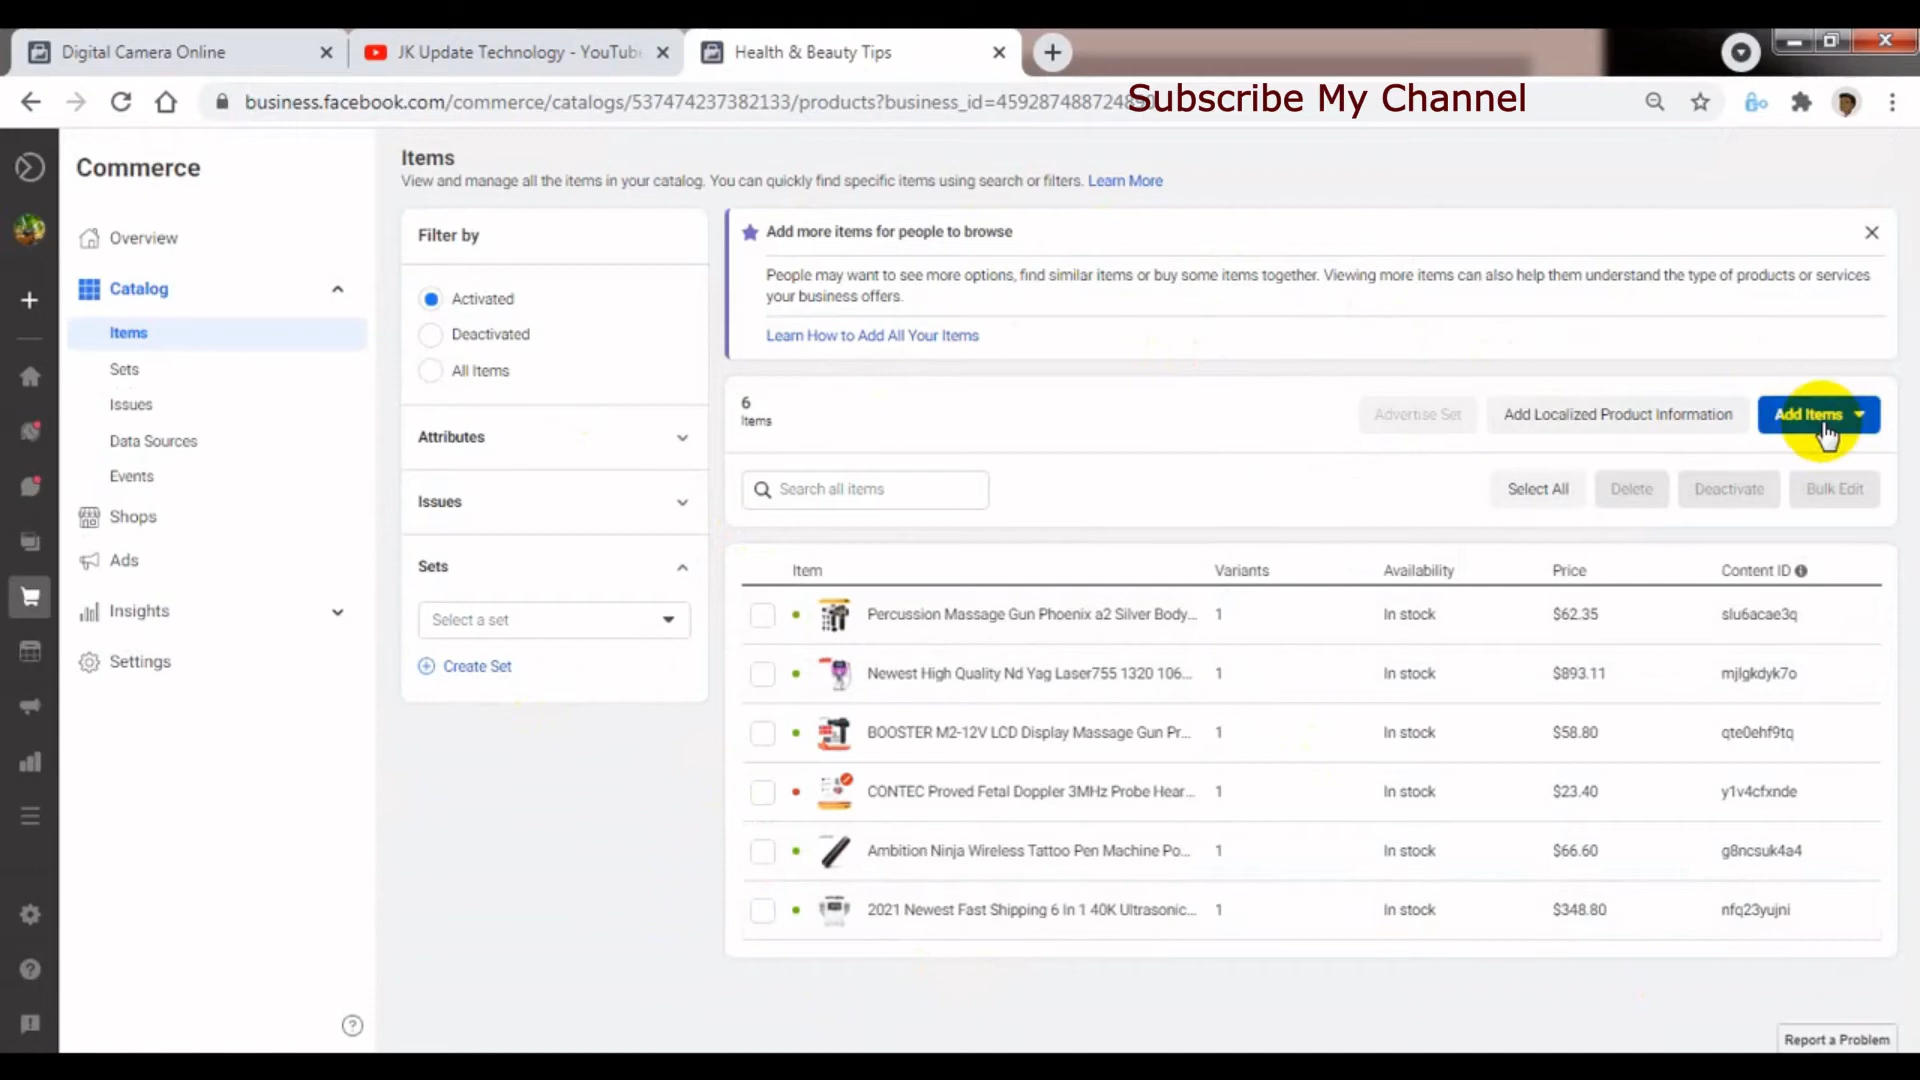 Digital Camera Online
JK Update Technology - YouTub
Health & Beauty Tips
business.facebook.com/commerce/catalogs/537474237382133/products?business_id=459287488724890
Subscribe My Channel
Commerce
Overview
Catalog
Items
Sets
Issues
Data Sources
Events
Shops
Ads
Insights
Settings
Items
View and manage all the items in your catalog. You can quickly find specific items using search or filters. Learn More
Filter by
Activated
Deactivated
All Items
Attributes
Issues
Sets
Select a set
Create Set
Add more items for people to browse
People may want to see more options, find similar items or buy some items together. Viewing more items can also help them understand the type of products or services
your business offers.
Learn How to Add All Your Items
6
Items
Advertise Set
Add Localized Product Information
Add Items
Search all items
Select All
Delete
Deactivate
Bulk Edit
Item Variants Availability Price Content ID
Percussion Massage Gun Phoenix a2 Silver Body... 1 In stock $62.35 slu6acae3q
Newest High Quality Nd Yag Laser755 1320 106... 1 In stock $893.11 mjlgkdyk7o
BOOSTER M2-12V LCD Display Massage Gun Pr... 1 In stock $58.80 qte0ehf9tq
CONTEC Proved Fetal Doppler 3MHz Probe Hear... 1 In stock $23.40 y1v4cfxnde
Ambition Ninja Wireless Tattoo Pen Machine Po... 1 In stock $66.60 g8ncsuk4a4
2021 Newest Fast Shipping 6 In 1 40K Ultrasonic... 1 In stock $348.80 nfq23yujni
Report a Problem